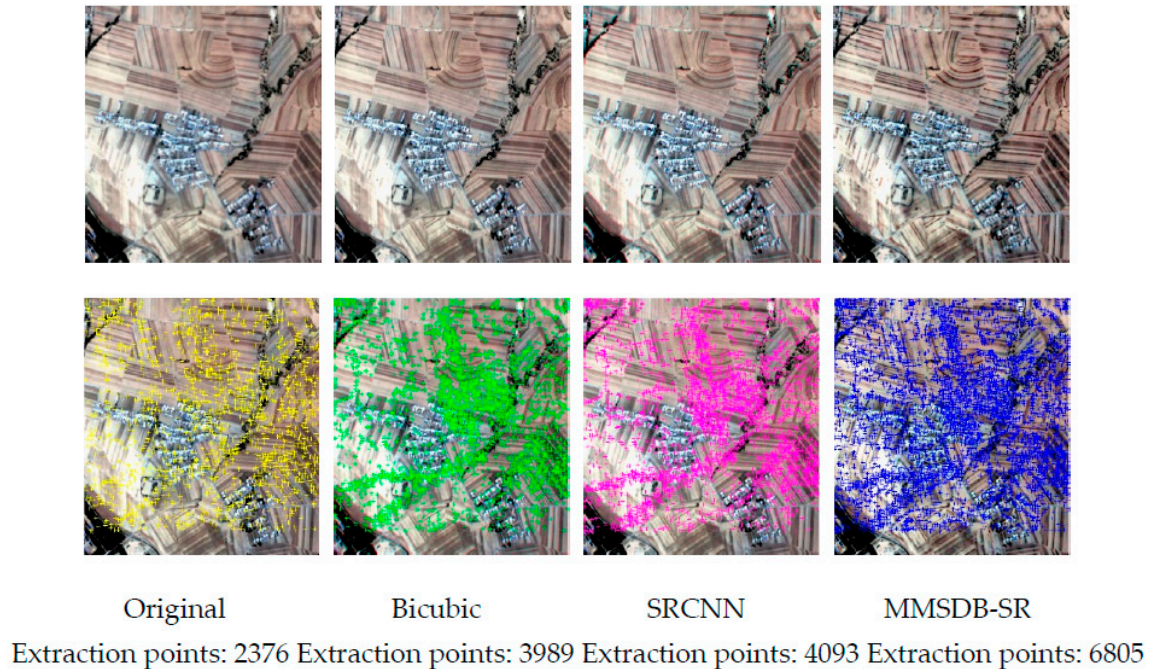 Original Bicubic SRCNN MMSDB-SR
Extraction points: 2376 Extraction points: 3989 Extraction points: 4093 Extraction points: 6805